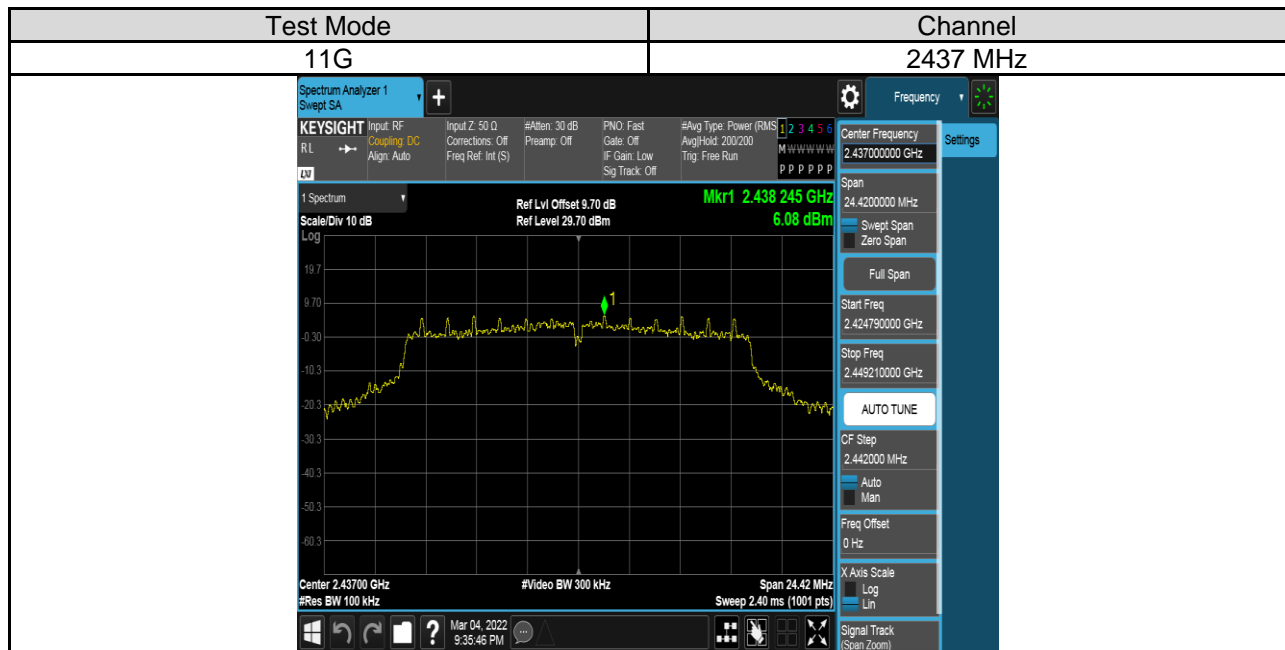 Test Mode Channel
11G 2437 MHz
Spectrum Analyzer 1
Swept SA
+
Frequency
KEYSIGHT
RL
LXI
Input: RF
Coupling: DC
Align: Auto
Input Z: 50 Ω
Corrections: Off
Freq Ref: Int (S)
#Atten: 30 dB
Preamp: Off
PNO: Fast
Gate: Off
IF Gain: Low
Sig Track: Off
#Avg Type: Power (RMS
Avg|Hold: 200/200
Trig: Free Run
1 2 3 4 5 6
M W W W W W
P P P P P P
1 Spectrum
Scale/Div 10 dB
Ref Lvl Offset 9.70 dB
Ref Level 29.70 dBm
Mkr1 2.438 245 GHz
6.08 dBm
Log
19.7
9.70
-0.30
-10.3
-20.3
-30.3
-40.3
-50.3
-60.3
1
Center 2.43700 GHz
#Res BW 100 kHz
#Video BW 300 kHz
Span 24.42 MHz
Sweep 2.40 ms (1001 pts)
Center Frequency
2.437000000 GHz
Settings
Span
24.4200000 MHz
Swept Span
Zero Span
Full Span
Start Freq
2.424790000 GHz
Stop Freq
2.449210000 GHz
AUTO TUNE
CF Step
2.442000 MHz
Auto
Man
Freq Offset
0 Hz
X Axis Scale
Log
Lin
Signal Track
(Span Zoom)
?
Mar 04, 2022
9:35:46 PM